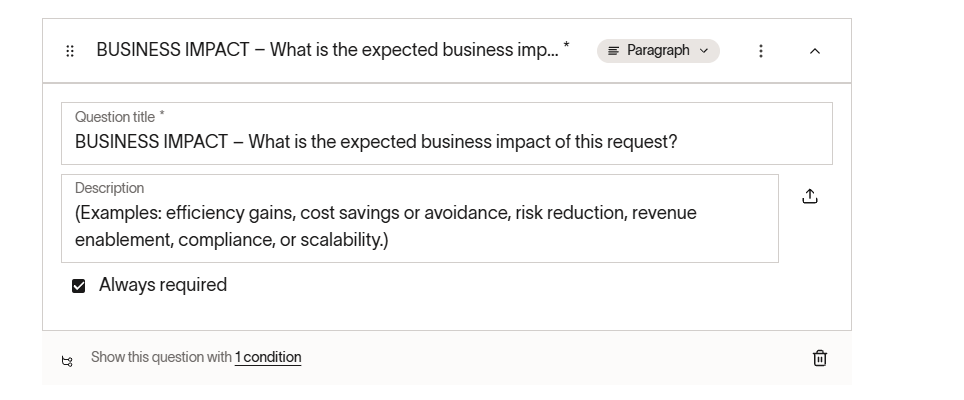 BUSINESS IMPACT – What is the expected business imp... *
Paragraph
Question title *
BUSINESS IMPACT – What is the expected business impact of this request?
Description
(Examples: efficiency gains, cost savings or avoidance, risk reduction, revenue
enablement, compliance, or scalability.)
Always required
Show this question with 1 condition